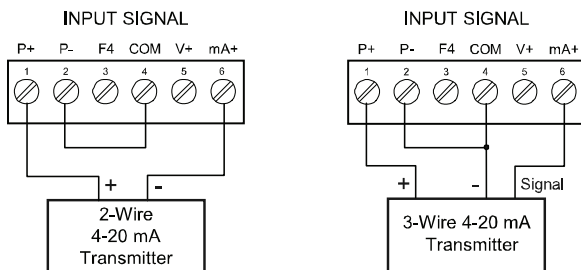 INPUT SIGNAL
P+ P- F4 COM V+ mA+
1 2 3 4 5 6
+ -
2-Wire
4-20 mA
Transmitter
INPUT SIGNAL
P+ P- F4 COM V+ mA+
1 2 3 4 5 6
+ - Signal
3-Wire 4-20 mA
Transmitter